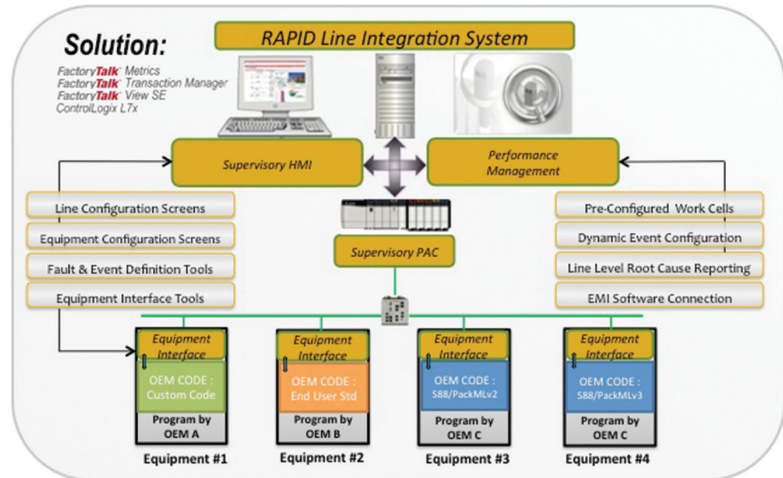 Solution:
RAPID Line Integration System
FactoryTalk Metrics
FactoryTalk Transaction Manager
FactoryTalk View SE
ControlLogix L7x
Supervisory HMI
Performance
Management
Line Configuration Screens
Equipment Configuration Screens
Fault & Event Definition Tools
Equipment Interface Tools
Pre-Configured Work Cells
Dynamic Event Configuration
Line Level Root Cause Reporting
EMI Software Connection
Supervisory PAC
Equipment
Interface
OEM CODE :
Custom Code
Program by
OEM A
Equipment #1
Equipment
Interface
OEM CODE :
End User Std
Program by
OEM B
Equipment #2
Equipment
Interface
OEM CODE :
S88/PackMLv2
Program by
OEM C
Equipment #3
Equipment
Interface
OEM CODE :
S88/PackMLv3
Program by
OEM C
Equipment #4